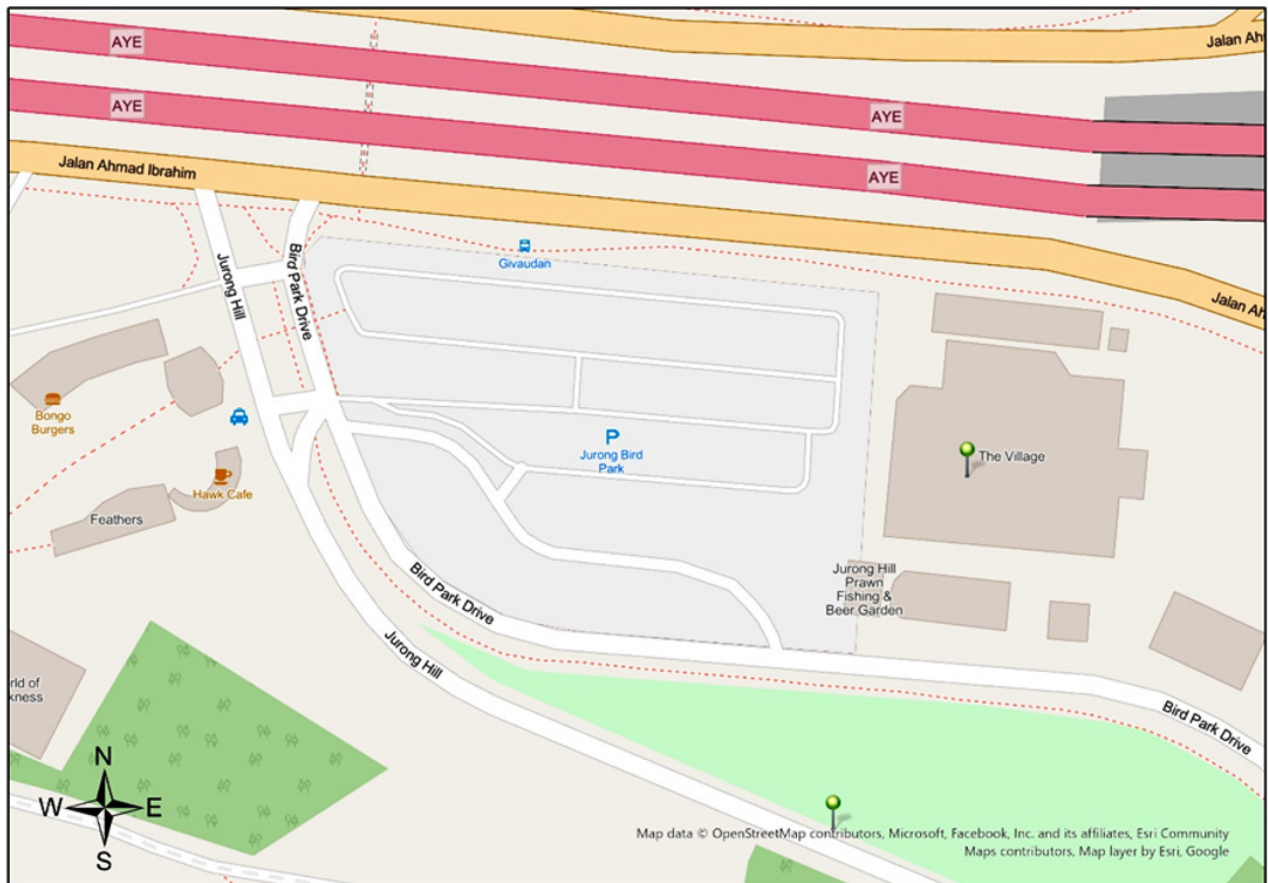 AYE
Jalan Ah
AYE
AYE
AYE
Jalan Ahmad Ibrahim
Givaudan
Jurong Hill
Bird Park Drive
Jalan Ah
Bongo
Burgers
Jurong Bird
Park
The Village
Hawk Cafe
Feathers
Jurong Hill
Prawn
Fishing &
Beer Garden
Bird Park Drive
Jurong Hill
rld of
kness
Bird Park Drive
N
W
E
S
P
Map data © OpenStreetMap contributors, Microsoft, Facebook, Inc. and its affiliates, Esri Community
Maps contributors, Map layer by Esri, Google